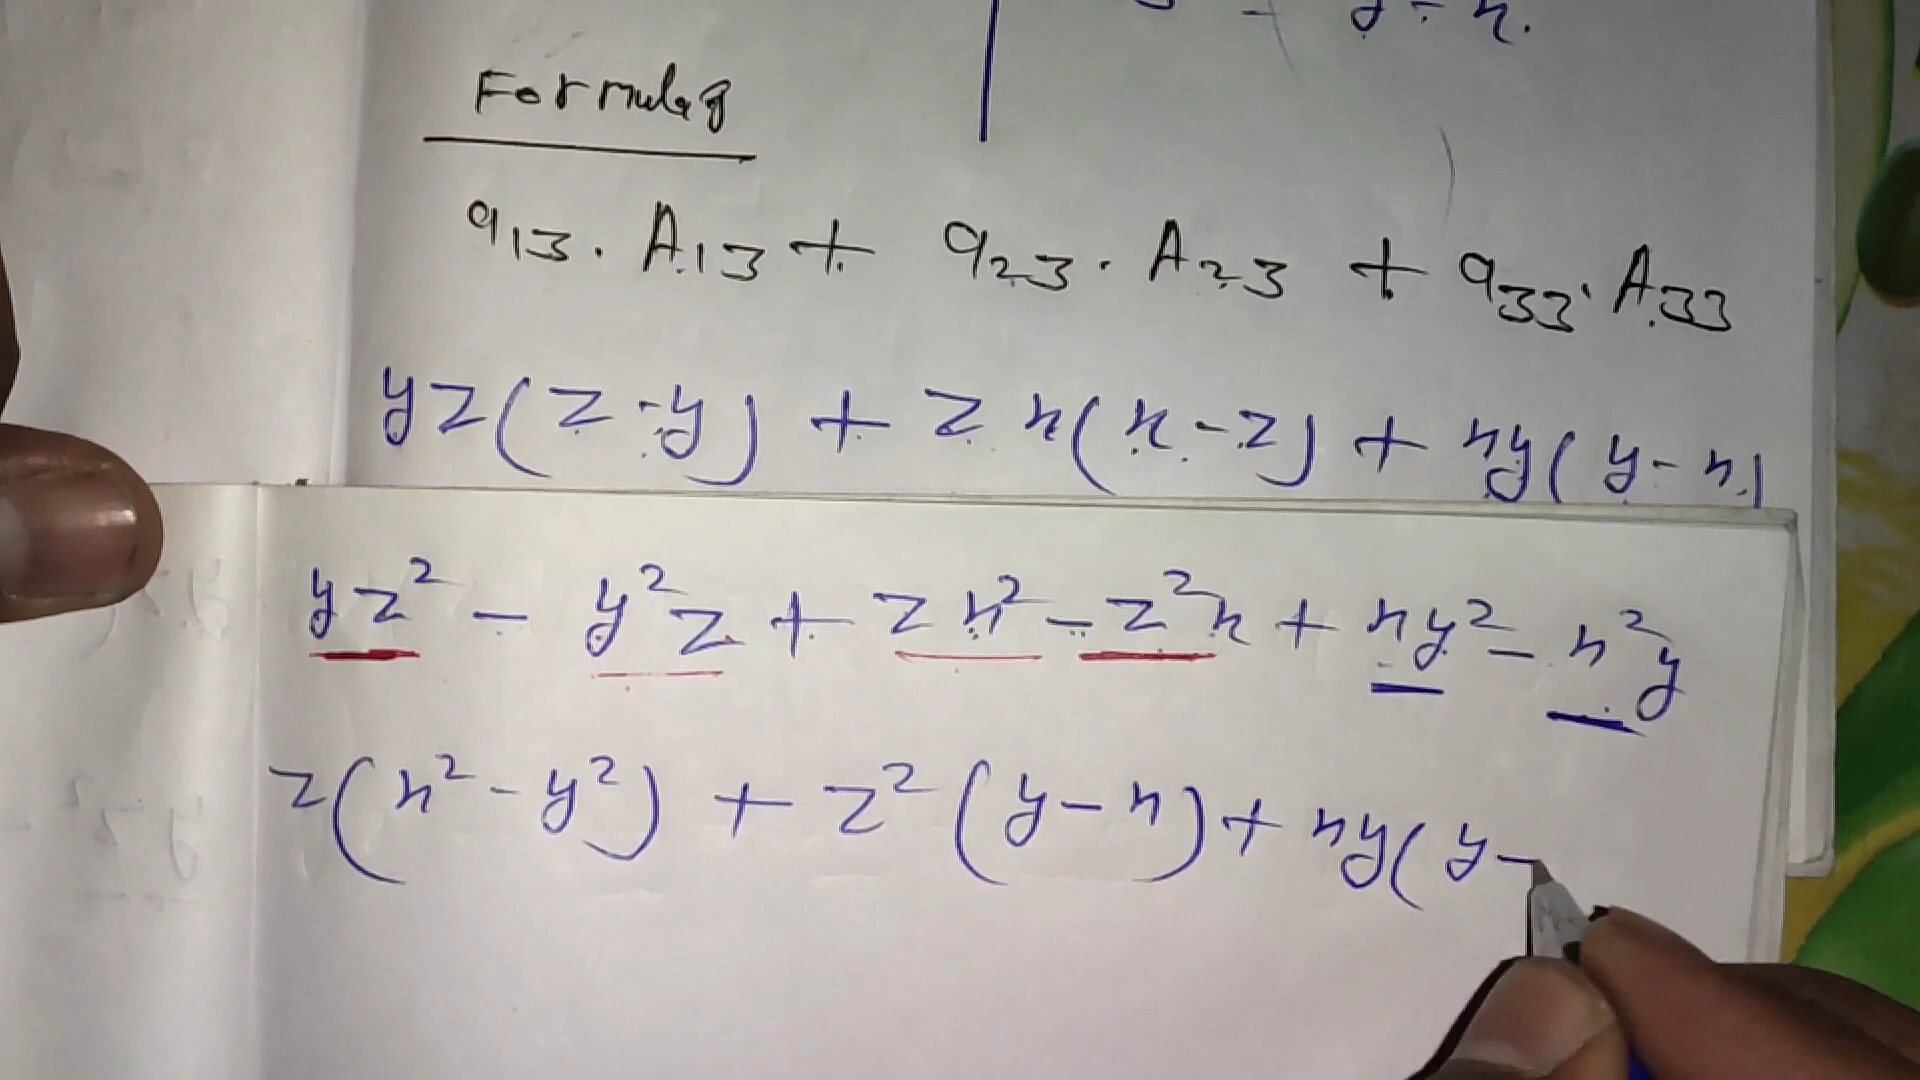 y - x.
Formula
a13. A13 + a23. A23 + a33. A33
yz(z-y) + zx(x-z) + xy(y-x)
yz² - y²z + zx² - z²x + xy² - x²y
z(x² - y²) + z²(y-x) + xy(y-